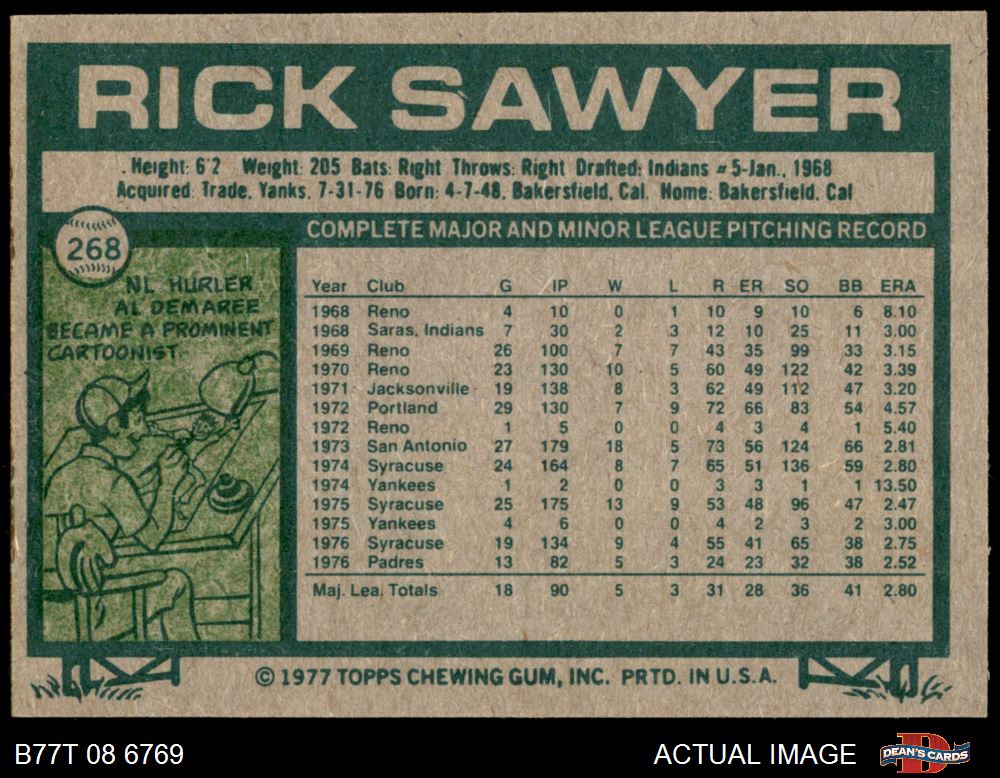 RICK SAWYER
Height: 6'2 Weight: 205 Bats: Right Throws: Right Drafted: Indians = 5-Jan., 1968
Acquired: Trade, Yanks, 7-31-76 Born: 4-7-48, Bakersfield, Cal. Home: Bakersfield, Cal
268
NL HURLER
AL DEMAREE
BECAME A PROMINENT
CARTOONIST.
COMPLETE MAJOR AND MINOR LEAGUE PITCHING RECORD
Year Club G IP W L R ER SO BB ERA
1968 Reno 4 10 0 1 10 9 10 6 8.10
1968 Saras. Indians 7 30 2 3 12 10 25 11 3.00
1969 Reno 26 100 7 7 43 35 99 33 3.15
1970 Reno 23 130 10 5 60 49 122 42 3.39
1971 Jacksonville 19 138 8 3 62 49 112 47 3.20
1972 Portland 29 130 7 9 72 66 83 54 4.57
1972 Reno 1 5 0 0 4 3 4 1 5.40
1973 San Antonio 27 179 18 5 73 56 124 66 2.81
1974 Syracuse 24 164 8 7 65 51 136 59 2.80
1974 Yankees 1 2 0 0 3 3 1 1 13.50
1975 Syracuse 25 175 13 9 53 48 96 47 2.47
1975 Yankees 4 6 0 0 4 2 3 2 3.00
1976 Syracuse 19 134 9 4 55 41 65 38 2.75
1976 Padres 13 82 5 3 24 23 32 38 2.52
Maj. Lea. Totals 18 90 5 3 31 28 36 41 2.80
© 1977 TOPPS CHEWING GUM, INC. PRTD. IN U.S.A.
B77T 08 6769
ACTUAL IMAGE
DEAN'S CARDS